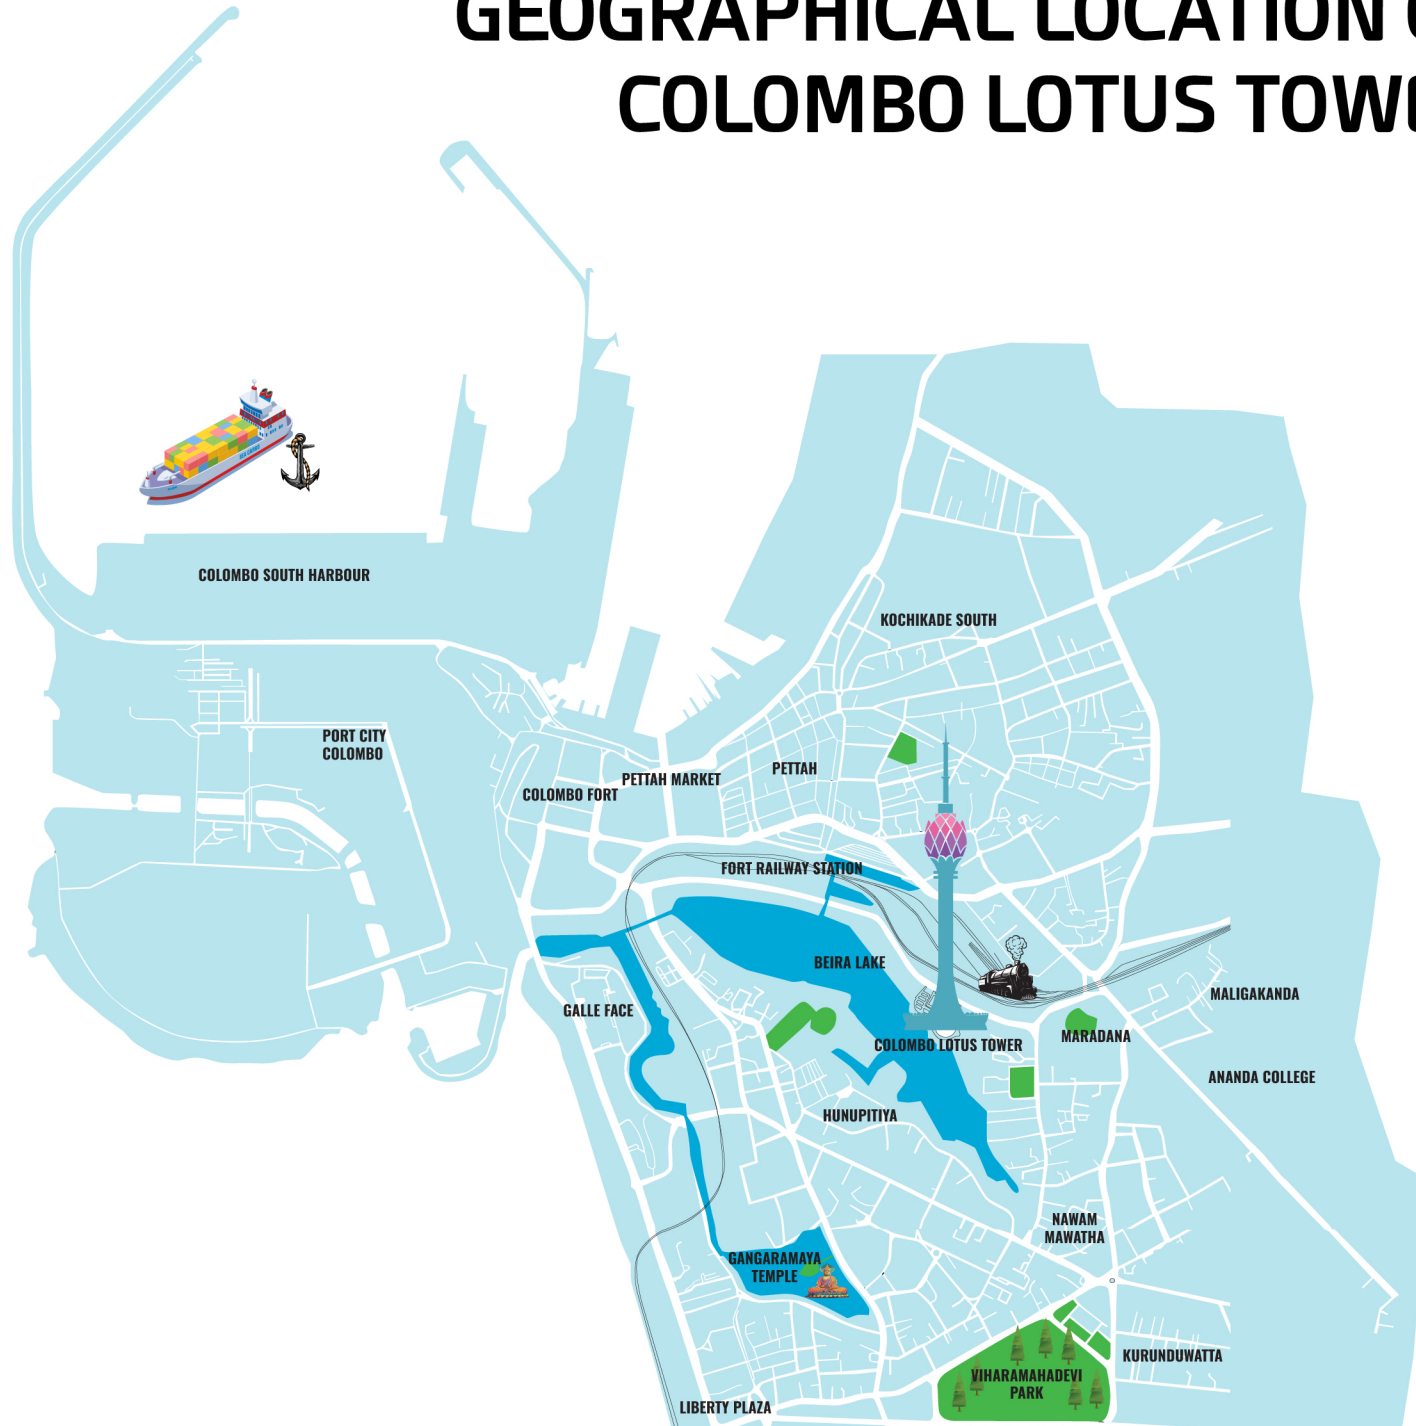 GEOGRAPHICAL LOCATION
COLOMBO LOTUS
COLOMBO SOUTH HARBOUR
KOCHIKADE SOUTH
PORT CITY
COLOMBO
PETTAH
PETTAH MARKET
COLOMBO FORT
FORT RAILWAY STATION
BEIRA LAKE
MALIGAKANDA
GALLE FACE
MARADANA
COLOMBO LOTUS TOWER
ANANDA COLLEGE
HUNUPITIYA
NAWAM
MAWATHA
GANGARAMAYA
TEMPLE
KURUNDUWATTA
VIHARAMAHADEVI
PARK
LIBERTY PLAZA